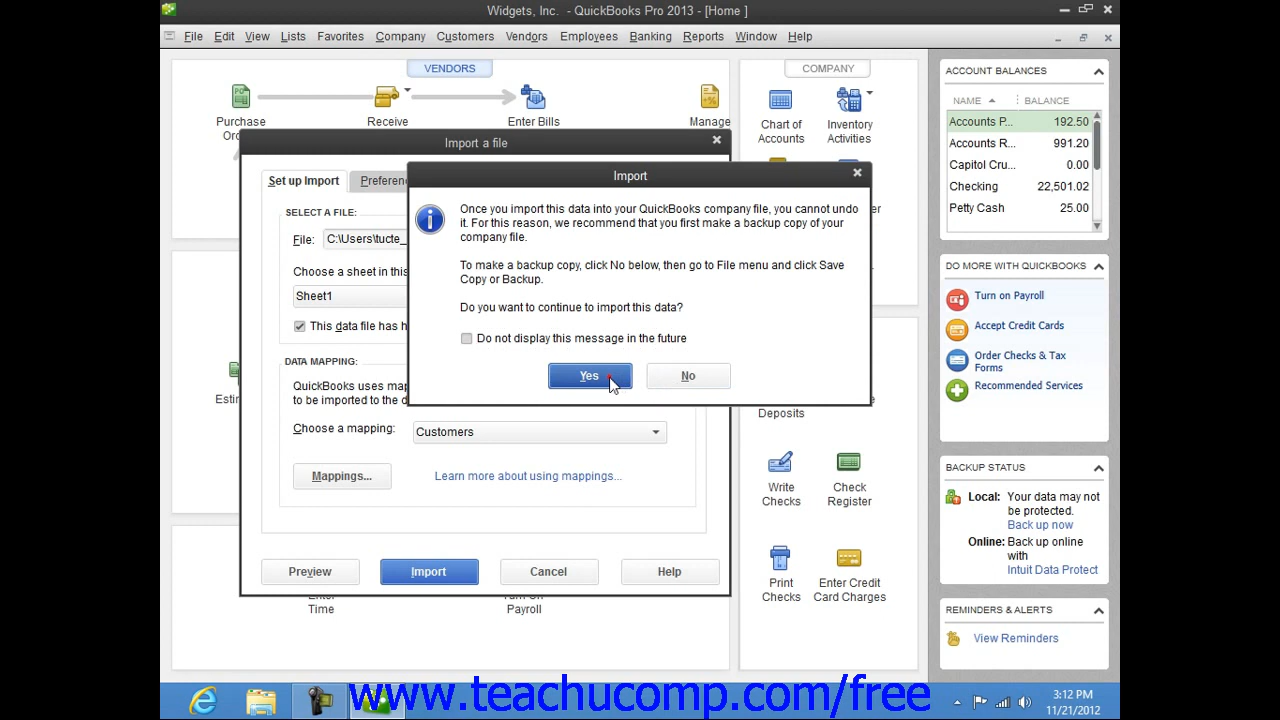 Widgets, Inc. - QuickBooks Pro 2013 - [Home ]
File Edit View Lists Favorites Company Customers Vendors Employees Banking Reports Window Help
VENDORS
Purchase
Receive
Enter Bills
Manage
COMPANY
Chart of
Accounts
Inventory
Activities
Import a file
Set up Import
File: C:\Users\tucte_
SELECT A FILE:
Choose a sheet in this
Sheet1
This data file has h
DATA MAPPING:
QuickBooks uses map
to be imported to the d
Choose a mapping: Customers
Mappings... Learn more about using mappings...
Preview Import Cancel Help
Import
Once you import this data into your QuickBooks company file, you cannot undo
it. For this reason, we recommend that you first make a backup copy of your
company file.
To make a backup copy, click No below, then go to File menu and click Save
Copy or Backup.
Do you want to continue to import this data?
Do not display this message in the future
Yes No
Deposits
Write
Checks
Check
Register
Print
Checks
Enter Credit
Card Charges
Time
Payroll
ACCOUNT BALANCES
NAME BALANCE
Accounts P... 192.50
Accounts R... 991.20
Capitol Cru... 0.00
Checking 22,501.02
Petty Cash 25.00
DO MORE WITH QUICKBOOKS
Turn on Payroll
Accept Credit Cards
Order Checks & Tax
Forms
Recommended Services
BACKUP STATUS
Local: Your data may not
be protected.
Back up now
Online: Back up online
with
Intuit Data Protect
REMINDERS & ALERTS
View Reminders
www.teachucomp.com/free
3:12 PM
11/21/2012